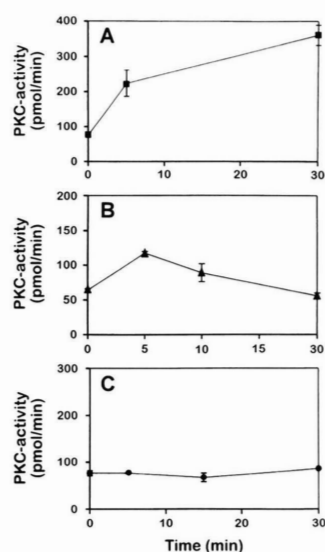 A
PKC-activity
(pmol/min)
400
300
200
100
0
0 10 20 30
B
PKC-activity
(pmol/min)
200
150
100
50
0
0 5 10 15 30
C
PKC-activity
(pmol/min)
300
200
100
0
0 10 20 30
Time (min)